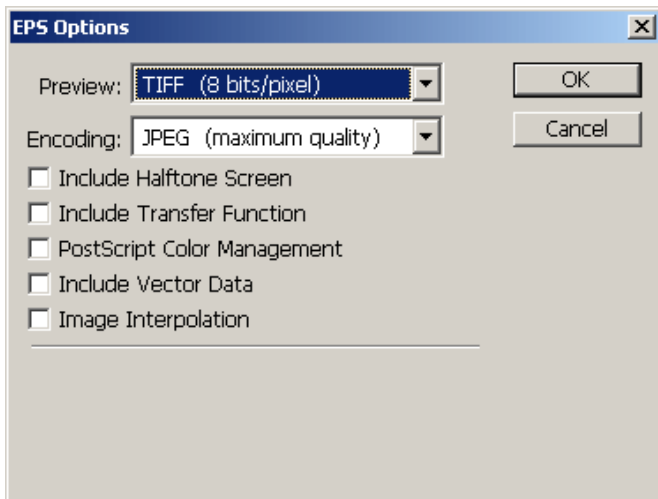 EPS Options
Preview: TIFF (8 bits/pixel)
OK
Encoding: JPEG (maximum quality)
Cancel
Include Halftone Screen
Include Transfer Function
PostScript Color Management
Include Vector Data
Image Interpolation